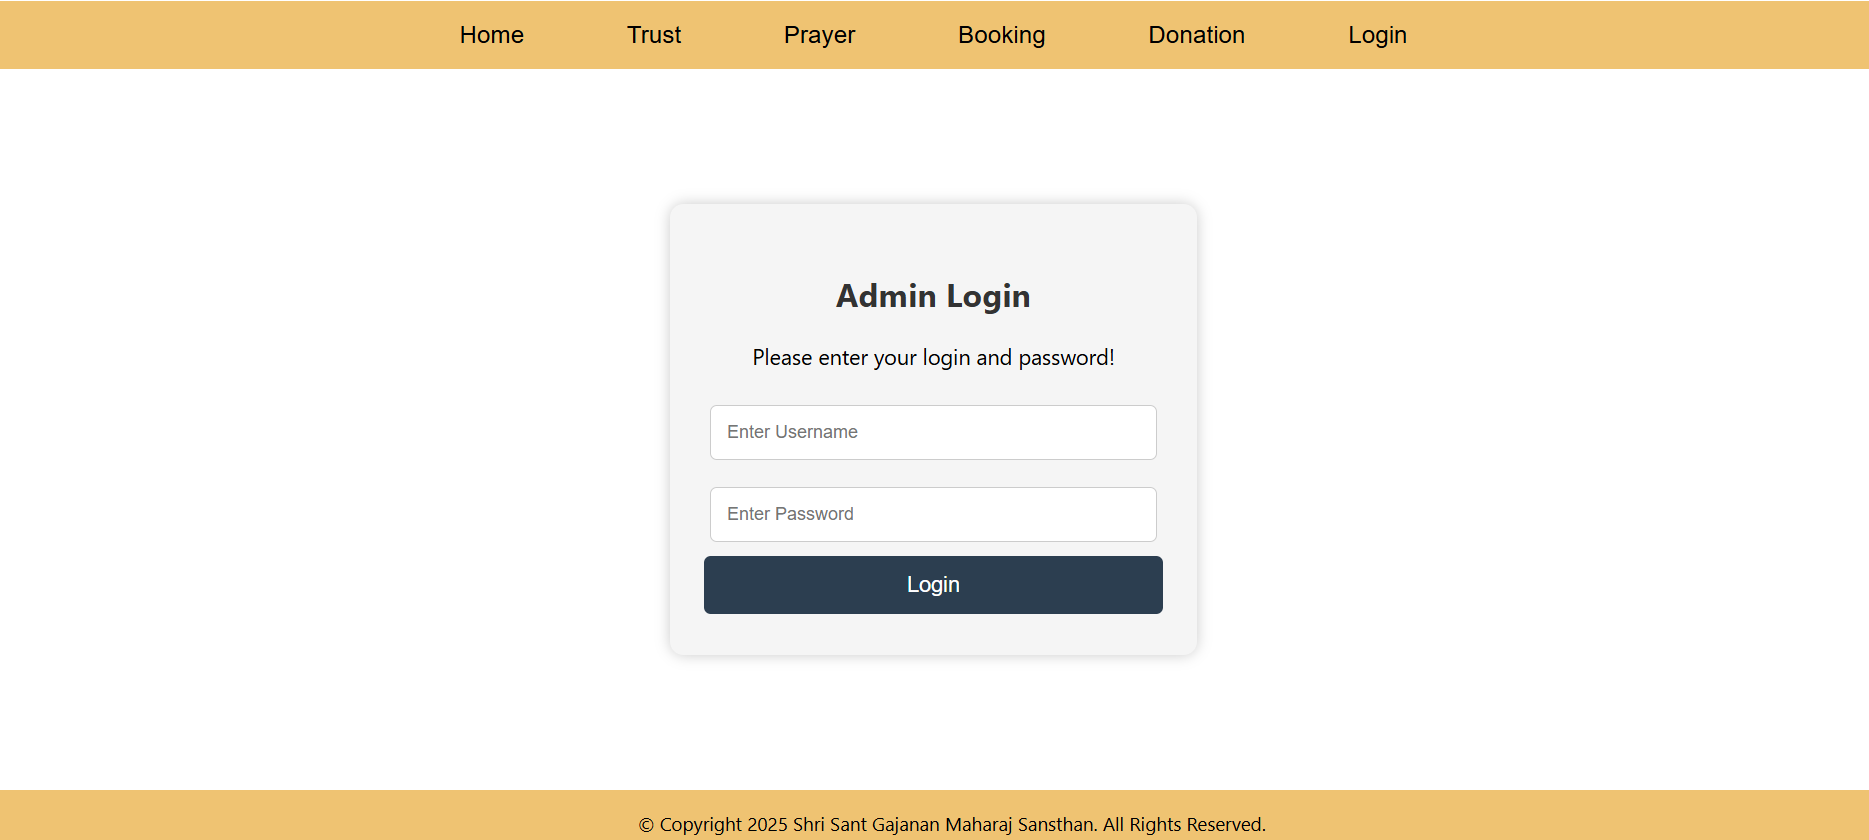 Home Trust Prayer Booking Donation Login
Admin Login
Please enter your login and password!
Enter Username
Enter Password
Login
© Copyright 2025 Shri Sant Gajanan Maharaj Sansthan. All Rights Reserved.